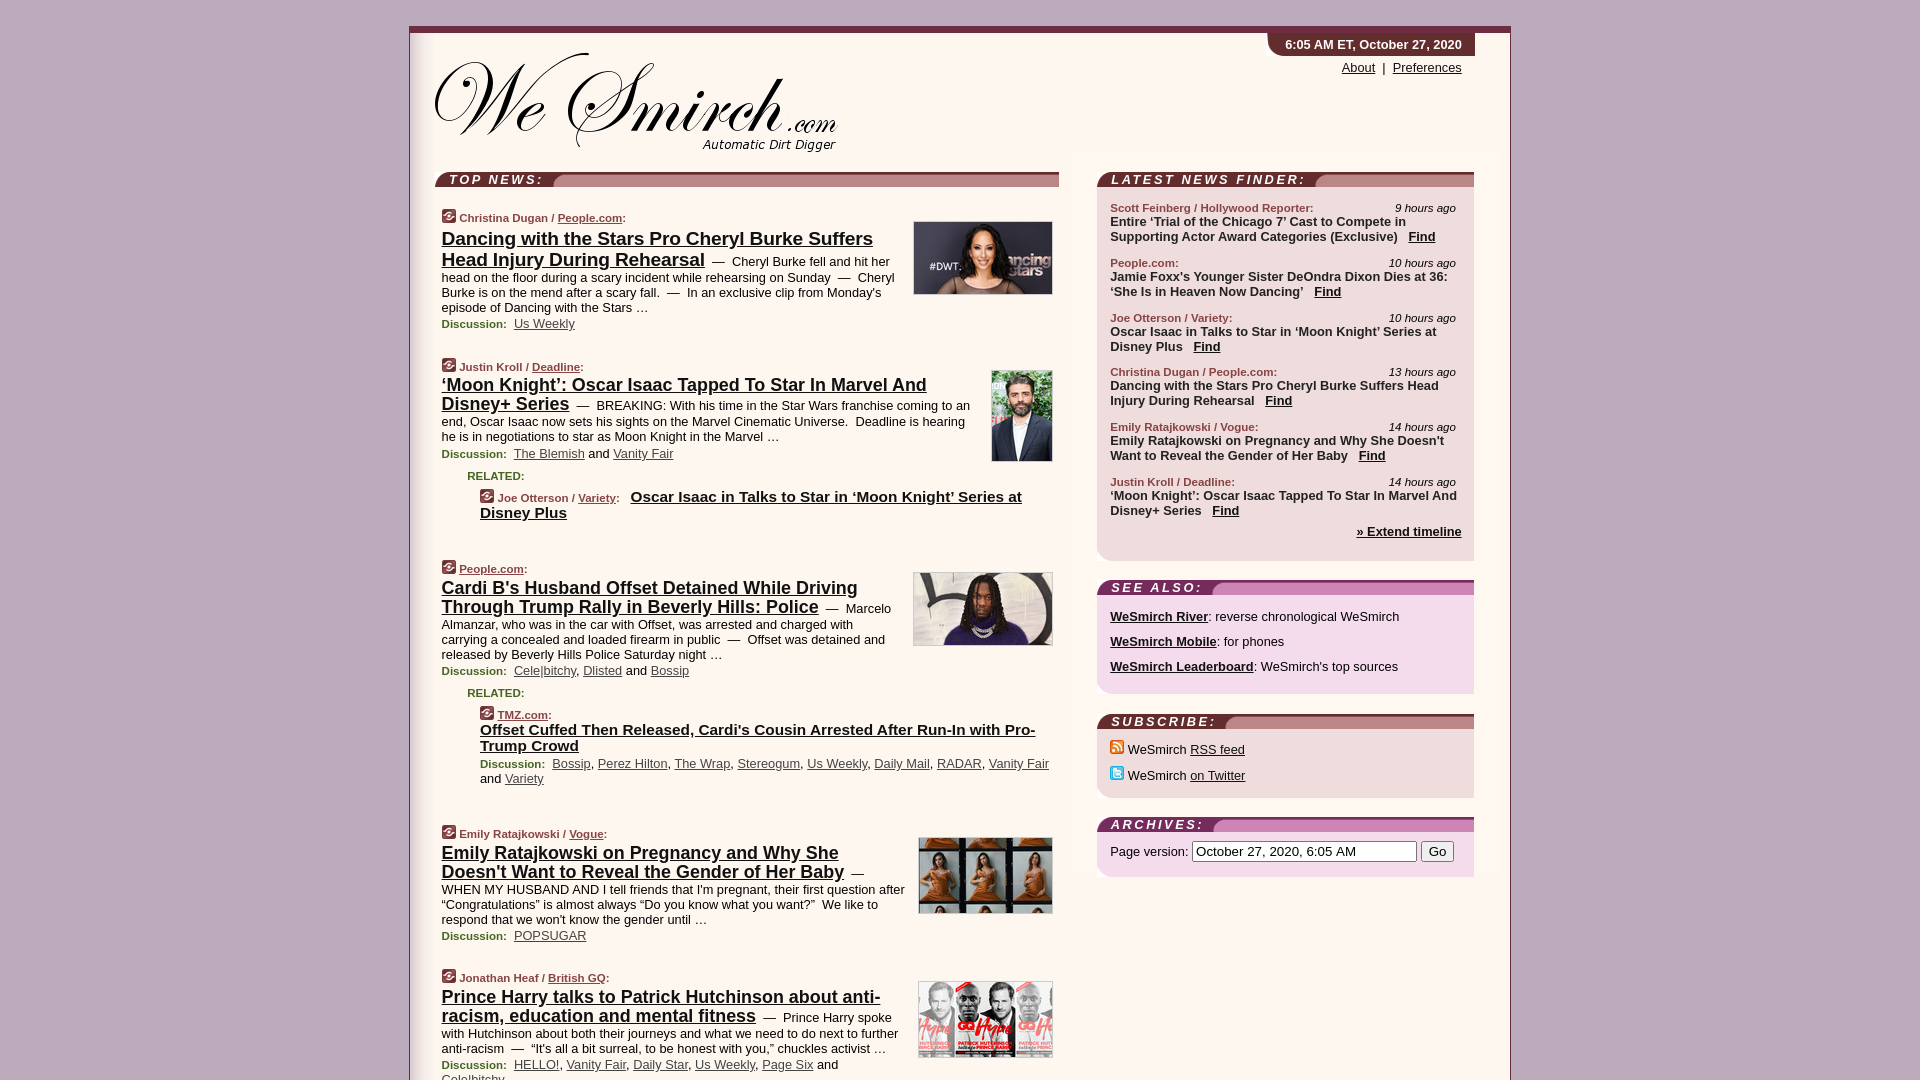 6:05 AM ET, October 27, 2020
About | Preferences
We Smirch.com
Automatic Dirt Digger
TOP NEWS:
Christina Dugan / People.com:
Dancing with the Stars Pro Cheryl Burke Suffers
Head Injury During Rehearsal — Cheryl Burke fell and hit her
head on the floor during a scary incident while rehearsing on Sunday — Cheryl
Burke is on the mend after a scary fall. — In an exclusive clip from Monday's
episode of Dancing with the Stars …
Discussion: Us Weekly
#DWT
ancing
stars
Justin Kroll / Deadline:
‘Moon Knight’: Oscar Isaac Tapped To Star In Marvel And
Disney+ Series — BREAKING: With his time in the Star Wars franchise coming to an
end, Oscar Isaac now sets his sights on the Marvel Cinematic Universe. Deadline is hearing
he is in negotiations to star as Moon Knight in the Marvel …
Discussion: The Blemish and Vanity Fair
RELATED:
Joe Otterson / Variety: Oscar Isaac in Talks to Star in ‘Moon Knight’ Series at
Disney Plus
People.com:
Cardi B's Husband Offset Detained While Driving
Through Trump Rally in Beverly Hills: Police — Marcelo
Almanzar, who was in the car with Offset, was arrested and charged with
carrying a concealed and loaded firearm in public — Offset was detained and
released by Beverly Hills Police Saturday night …
Discussion: Cele|bitchy, Dlisted and Bossip
RELATED:
TMZ.com:
Offset Cuffed Then Released, Cardi's Cousin Arrested After Run-In with Pro-
Trump Crowd
Discussion: Bossip, Perez Hilton, The Wrap, Stereogum, Us Weekly, Daily Mail, RADAR, Vanity Fair
and Variety
Emily Ratajkowski / Vogue:
Emily Ratajkowski on Pregnancy and Why She
Doesn't Want to Reveal the Gender of Her Baby —
WHEN MY HUSBAND AND I tell friends that I'm pregnant, their first question after
“Congratulations” is almost always “Do you know what you want?” We like to
respond that we won't know the gender until …
Discussion: POPSUGAR
Jonathan Heaf / British GQ:
Prince Harry talks to Patrick Hutchinson about anti-
racism, education and mental fitness — Prince Harry spoke
with Hutchinson about both their journeys and what we need to do next to further
anti-racism — “It's all a bit surreal, to be honest with you,” chuckles activist …
Discussion: HELLO!, Vanity Fair, Daily Star, Us Weekly, Page Six and
Cele|bitchy
GQ Hype
PATRICK HUTCHINSON
PRINCE HARRY
LATEST NEWS FINDER:
Scott Feinberg / Hollywood Reporter: 9 hours ago
Entire ‘Trial of the Chicago 7’ Cast to Compete in
Supporting Actor Award Categories (Exclusive) Find
People.com: 10 hours ago
Jamie Foxx's Younger Sister DeOndra Dixon Dies at 36:
‘She Is in Heaven Now Dancing’ Find
Joe Otterson / Variety: 10 hours ago
Oscar Isaac in Talks to Star in ‘Moon Knight’ Series at
Disney Plus Find
Christina Dugan / People.com: 13 hours ago
Dancing with the Stars Pro Cheryl Burke Suffers Head
Injury During Rehearsal Find
Emily Ratajkowski / Vogue: 14 hours ago
Emily Ratajkowski on Pregnancy and Why She Doesn't
Want to Reveal the Gender of Her Baby Find
Justin Kroll / Deadline: 14 hours ago
‘Moon Knight’: Oscar Isaac Tapped To Star In Marvel And
Disney+ Series Find
» Extend timeline
SEE ALSO:
WeSmirch River: reverse chronological WeSmirch
WeSmirch Mobile: for phones
WeSmirch Leaderboard: WeSmirch's top sources
SUBSCRIBE:
WeSmirch RSS feed
WeSmirch on Twitter
ARCHIVES:
Page version: October 27, 2020, 6:05 AM Go